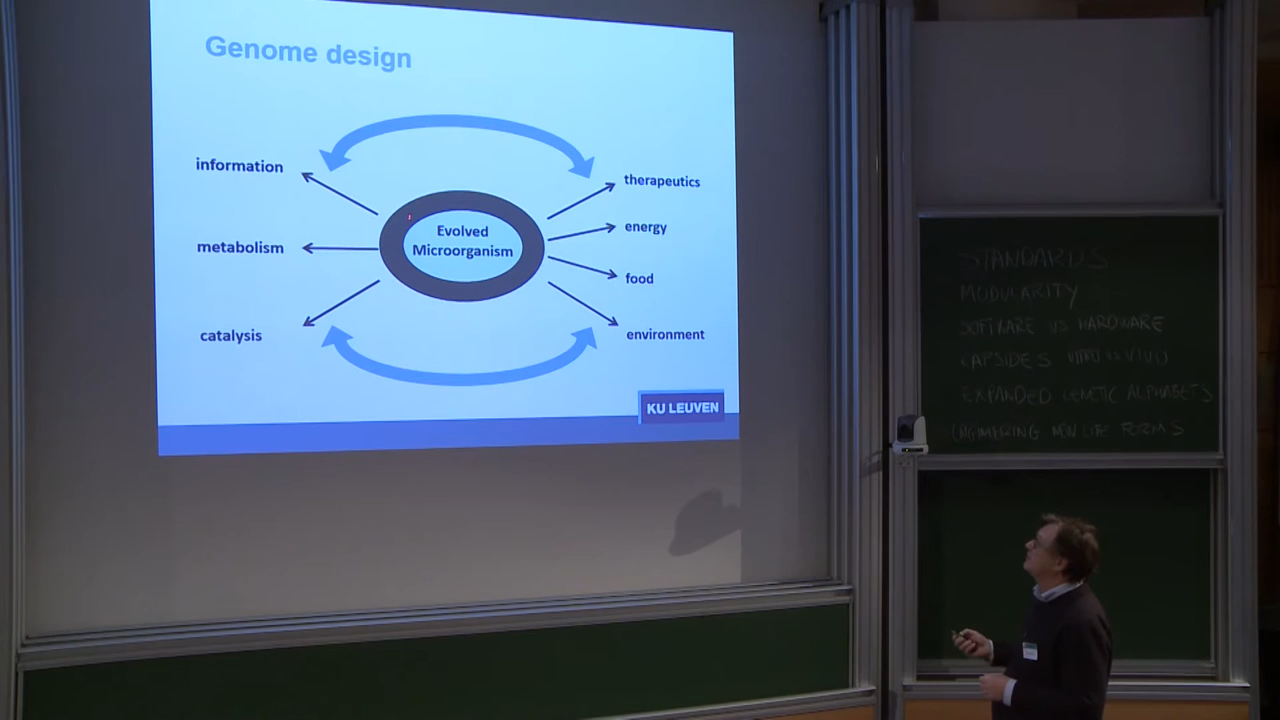 Genome design
information
metabolism
catalysis
Evolved
Microorganism
therapeutics
energy
food
environment
KU LEUVEN
STANDARDS
MODULARITY
SOFTWARE VS HARDWARE
CAPSIDES VITRO VS VIVO
EXPANDED GENETIC ALPHABETS
ENGINEERING NEW LIFE FORMS